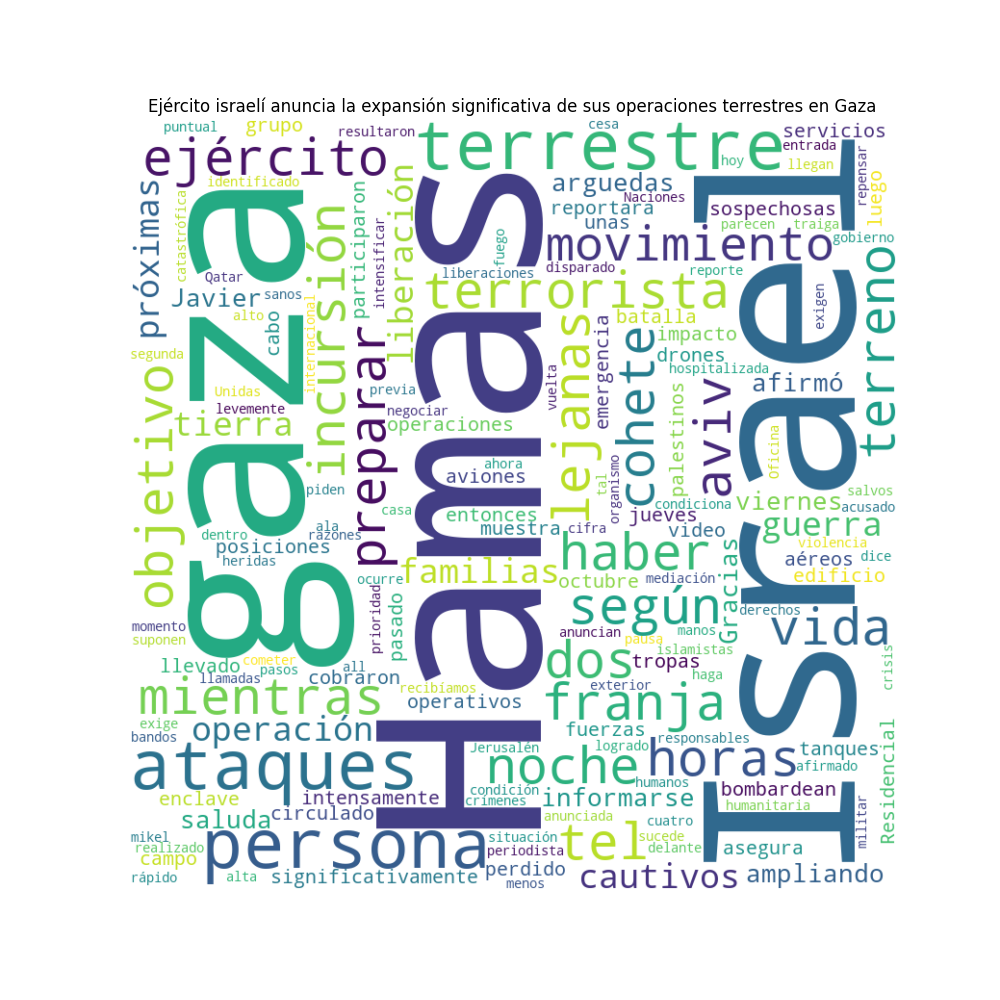 Ejército israelí anuncia la expansión significativa de sus operaciones terrestres en Gaza
puntual
grupo
resultaron
terrestre
cesa
servicios
ejército
entrada
hoy
llegan
identificado
arguedas
Naciones
repensar
próximas
catastrófica
gaza
incursión
participaron
liberación
Hamas
reportara
unas
sospechosas
parecen
traiga
luego
intensificar
fuego
movimiento
gobierno
Qatar
liberaciones
disparado
reporte
Javier
sanos
terrorista
Israel
terreno
alto
cabo
internacional
preparar
lejanas
emergencia
batalla
impacto
exigen
segunda
cohete
drones
hospitalizada
objetivo
Unidas
previa
vuelta
aviv
afirmó
levemente
negociar
palestinos
tierra
operaciones
Oficina
ahora
aviones
tal
organismo
piden
casa
condiciona
viernes
salvos
entonces
jueves
acusado
ala
muestra
cifra
video
guerra
dentro
razones
posiciones
haber
Gracias
violencia
heridas
familias
aéreos
dice
ocurre
octubre
mediación
edificio
prioridad
pasado
según
derechos
momento
anuncian
manos
vida
suponen
pausa
islamistas
cometer
dos
tropas
crisis
llevado
pasos
all
haga
llamadas
cobraron
recibíamos
exterior
mientras
operativos
franja
exige
operación
fuerzas
responsables
bandos
Jerusalén
logrado
tanques
ataques
noche
horas
afirmado
Residencial
condición
humanos
bombardean
enclave
intensamente
crímenes
informarse
humanitaria
saluda
circulado
anunciada
cuatro
militar
mikel
persona
situación
tel
sucede
realizado
periodista
delante
asegura
campo
perdido
rápido
alta
significativamente
menos
cautivos
ampliando